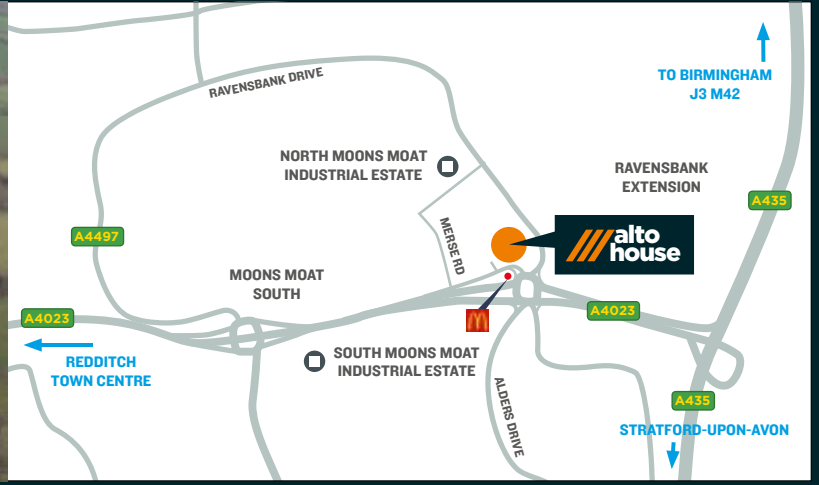 TO BIRMINGHAM
J3 M42
RAVENSBANK DRIVE
NORTH MOONS MOAT
INDUSTRIAL ESTATE
RAVENSBANK
EXTENSION
A435
A4497
MERSE RD
alto
house
MOONS MOAT
SOUTH
A4023
A4023
REDDITCH
TOWN CENTRE
SOUTH MOONS MOAT
INDUSTRIAL ESTATE
ALDERS DRIVE
A435
STRATFORD-UPON-AVON